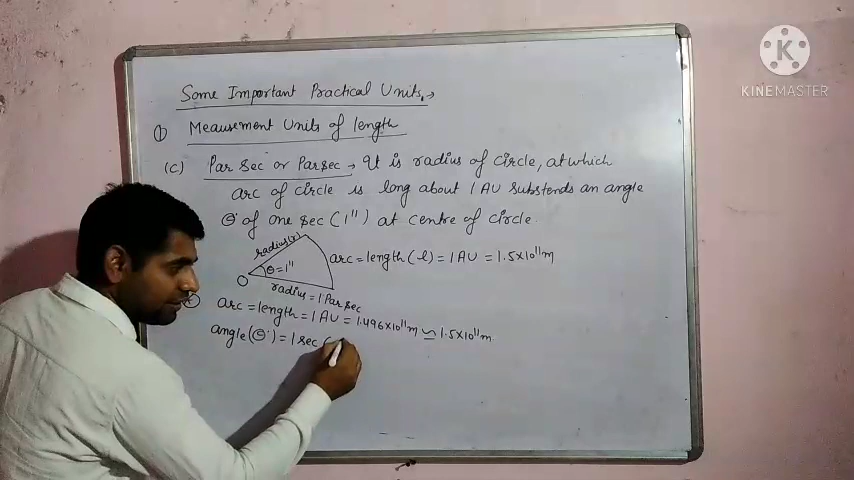 Some Important Practical Units,→
① Meausement Units of length
(c) Par Sec or Parsec → It is radius of circle, at which
arc of circle is long about 1 AU Substends an angle
θ of one sec (1") at centre of circle.
radius(r)
θ=1"
O
arc = length (l) = 1 AU = 1.5×10¹¹m
radius = 1 Par sec
arc = length = 1 AU = 1.496×10¹¹m ≃ 1.5×10¹¹m
angle(θ) = 1 sec (
K
KINEMASTER